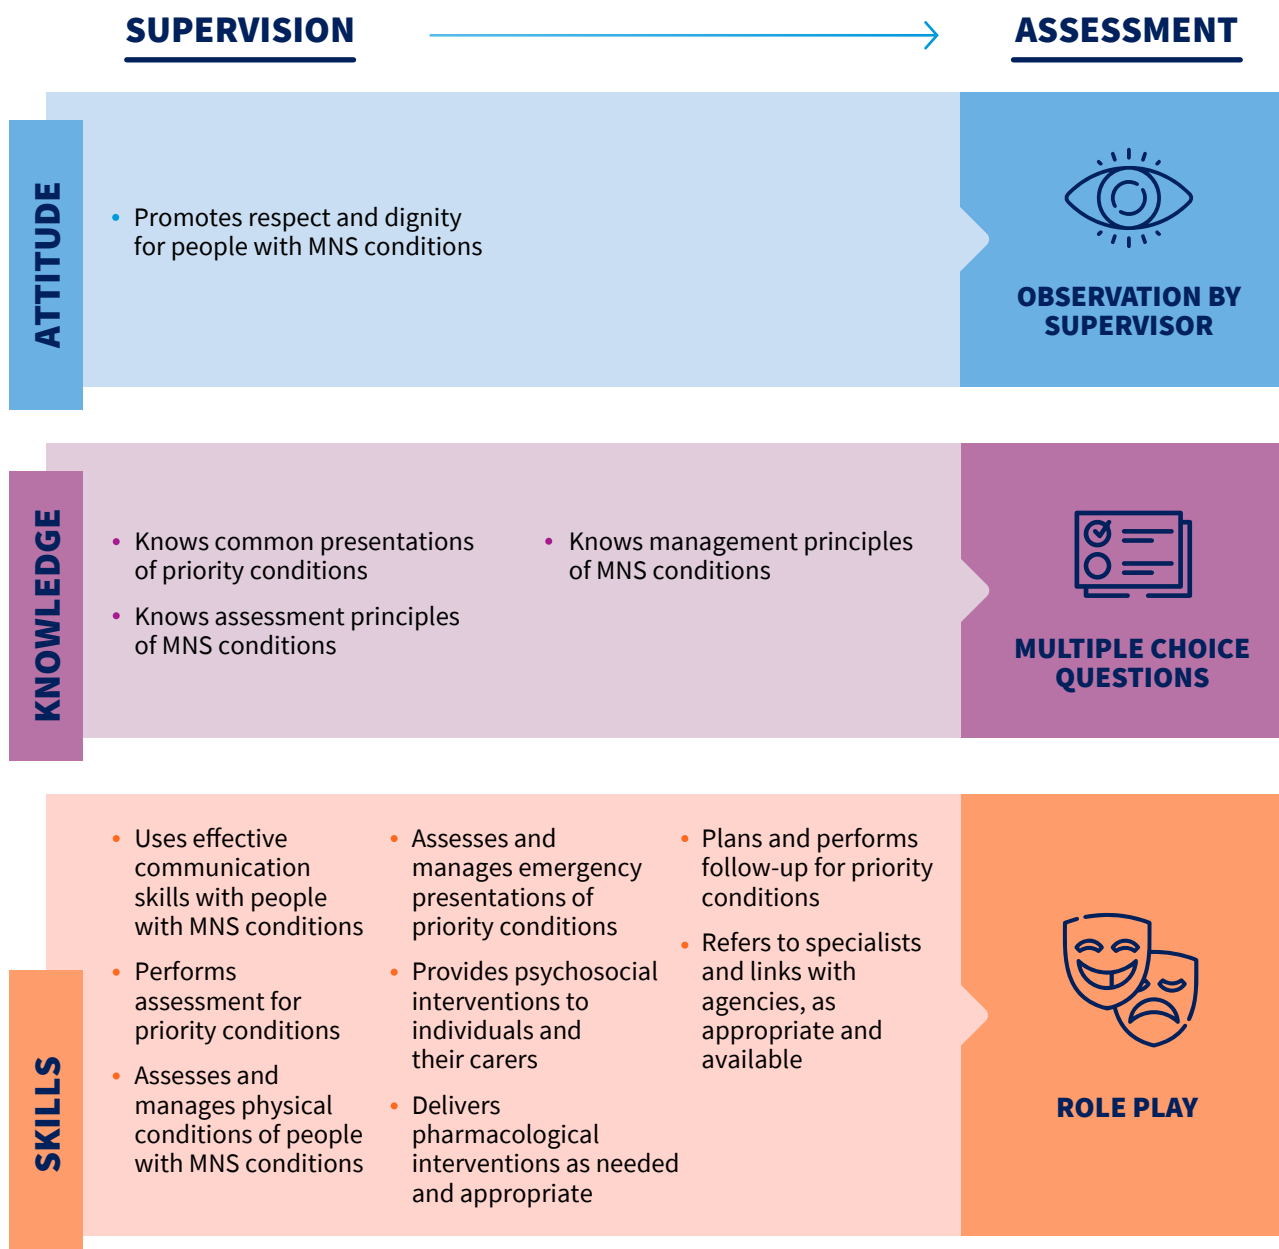 SUPERVISION
ASSESSMENT
ATTITUDE
• Promotes respect and dignity
for people with MNS conditions
OBSERVATION BY
SUPERVISOR
KNOWLEDGE
• Knows common presentations
of priority conditions
• Knows assessment principles
of MNS conditions
• Knows management principles
of MNS conditions
MULTIPLE CHOICE
QUESTIONS
SKILLS
• Uses effective
communication
skills with people
with MNS conditions
• Performs
assessment for
priority conditions
• Assesses and
manages physical
conditions of people
with MNS conditions
• Assesses and
manages emergency
presentations of
priority conditions
• Provides psychosocial
interventions to
individuals and
their carers
• Delivers
pharmacological
interventions as needed
and appropriate
• Plans and performs
follow-up for priority
conditions
• Refers to specialists
and links with
agencies, as
appropriate and
available
ROLE PLAY